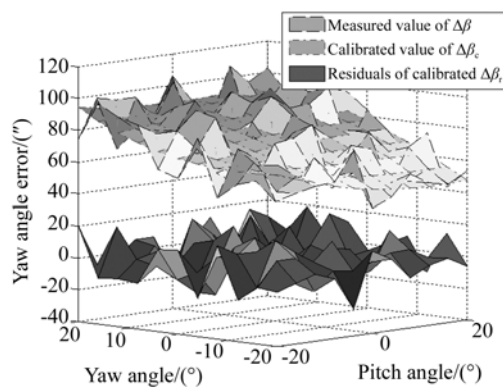 Measured value of Δβ
Calibrated value of Δβc
Residuals of calibrated Δβr
Yaw angle error/(″)
120
100
80
60
40
20
0
-20
-40
20
10
0
-10
-20
-20
0
20
Yaw angle/(°)
Pitch angle/(°)